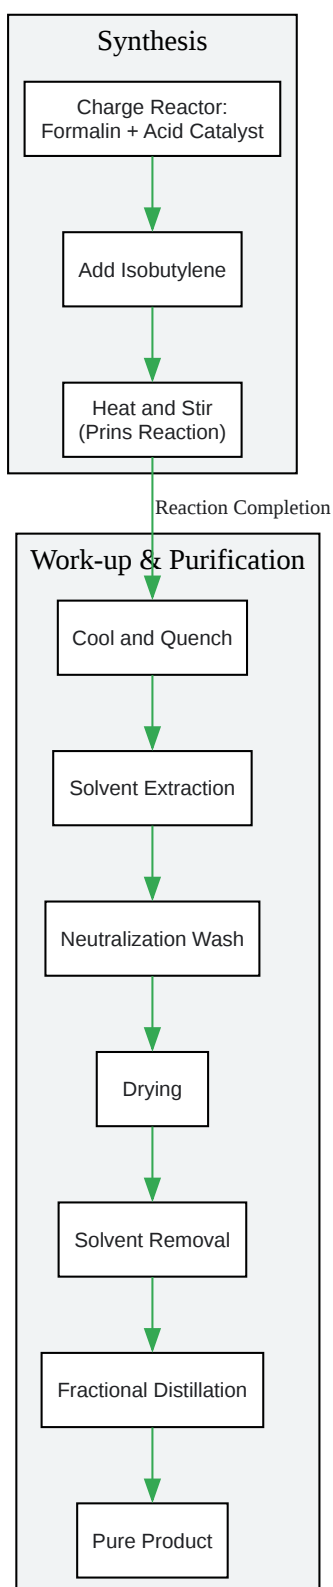 Synthesis
Charge Reactor:
Formalin + Acid Catalyst
Add Isobutylene
Heat and Stir
(Prins Reaction)
Reaction Completion
Work-up & Purification
Cool and Quench
Solvent Extraction
Neutralization Wash
Drying
Solvent Removal
Fractional Distillation
Pure Product